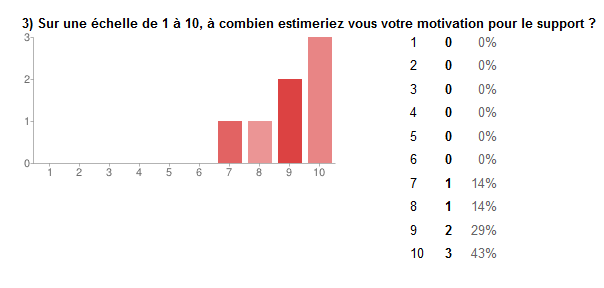 3) Sur une échelle de 1 à 10, à combien estimeriez vous votre motivation pour le support ?
3
2
1
0
1 2 3 4 5 6 7 8 9 10
1 0 0%
2 0 0%
3 0 0%
4 0 0%
5 0 0%
6 0 0%
7 1 14%
8 1 14%
9 2 29%
10 3 43%